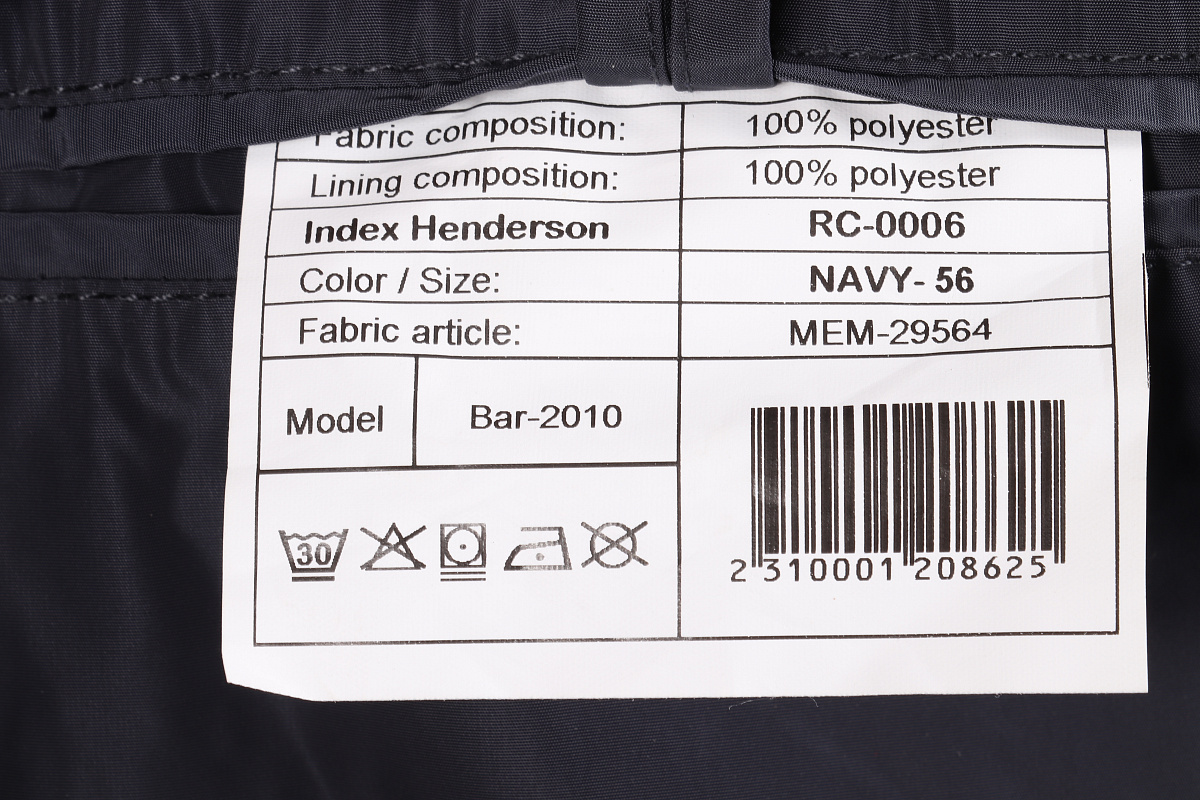 Fabric composition: 100% polyester
Lining composition: 100% polyester
Index Henderson RC-0006
Color / Size: NAVY- 56
Fabric article: MEM-29564
Model Bar-2010
30
2 310001 208625